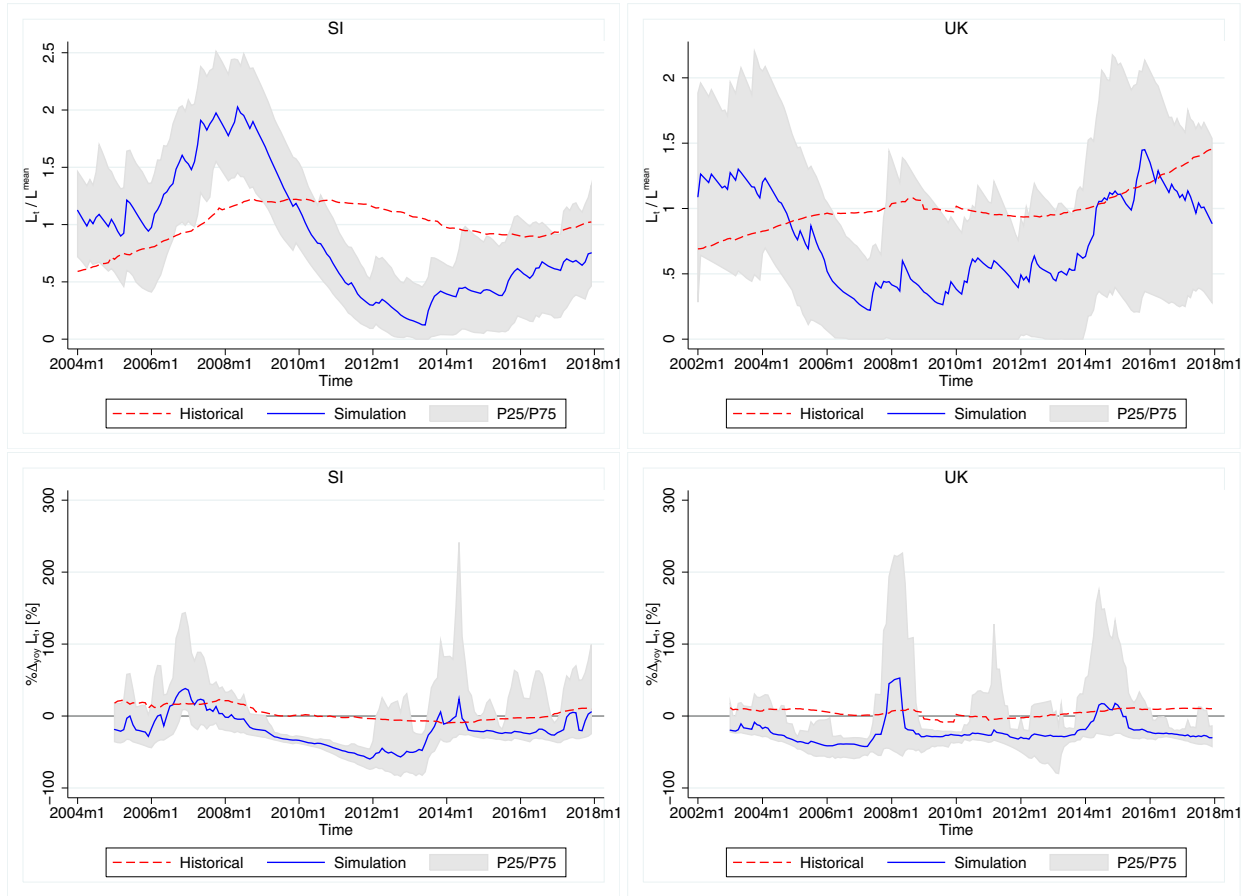 SI
L_t / L^mean
2.5
2
1.5
1
.5
0
2004m1 2006m1 2008m1 2010m1 2012m1 2014m1 2016m1 2018m1
Time
Historical Simulation P25/P75
UK
L_t / L^mean
2
1.5
1
.5
0
2002m1 2004m1 2006m1 2008m1 2010m1 2012m1 2014m1 2016m1 2018m1
Time
Historical Simulation P25/P75
SI
%Δ_yoy L_t, [%]
300
200
100
0
−100
2004m1 2006m1 2008m1 2010m1 2012m1 2014m1 2016m1 2018m1
Time
Historical Simulation P25/P75
UK
%Δ_yoy L_t, [%]
300
200
100
0
−100
2002m1 2004m1 2006m1 2008m1 2010m1 2012m1 2014m1 2016m1 2018m1
Time
Historical Simulation P25/P75